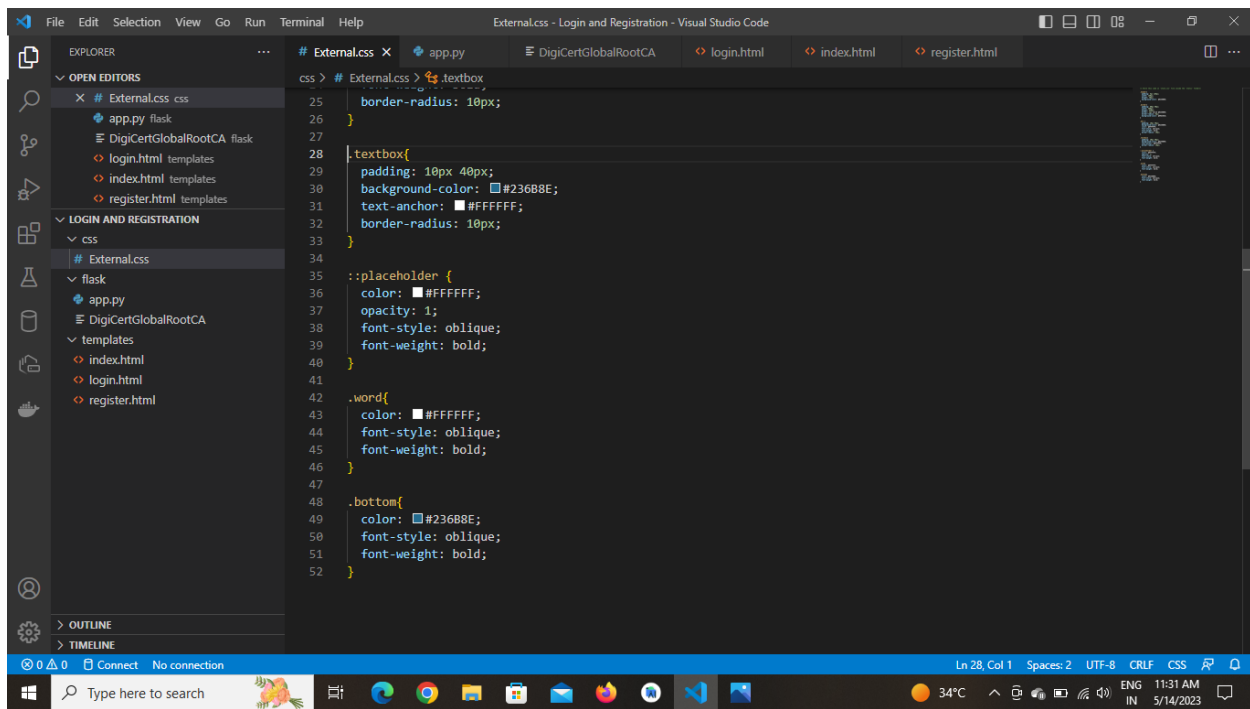 File Edit Selection View Go Run Terminal Help External.css - Login and Registration - Visual Studio Code
EXPLORER ... # External.css × app.py DigiCertGlobalRootCA <> login.html <> index.html <> register.html ...
OPEN EDITORS css > # External.css > .textbox
× # External.css css
app.py flask
DigiCertGlobalRootCA flask
<> login.html templates
<> index.html templates
<> register.html templates
LOGIN AND REGISTRATION
css
# External.css
flask
app.py
DigiCertGlobalRootCA
templates
<> index.html
<> login.html
<> register.html
OUTLINE
TIMELINE
25 border-radius: 10px;
26 }
27
28 .textbox{
29 padding: 10px 40px;
30 background-color: #236B8E;
31 text-anchor: #FFFFFF;
32 border-radius: 10px;
33 }
34
35 ::placeholder {
36 color: #FFFFFF;
37 opacity: 1;
38 font-style: oblique;
39 font-weight: bold;
40 }
41
42 .word{
43 color: #FFFFFF;
44 font-style: oblique;
45 font-weight: bold;
46 }
47
48 .bottom{
49 color: #236B8E;
50 font-style: oblique;
51 font-weight: bold;
52 }
0 0 Connect No connection Ln 28, Col 1 Spaces: 2 UTF-8 CRLF CSS
Type here to search 34°C ENG 11:31 AM
IN 5/14/2023